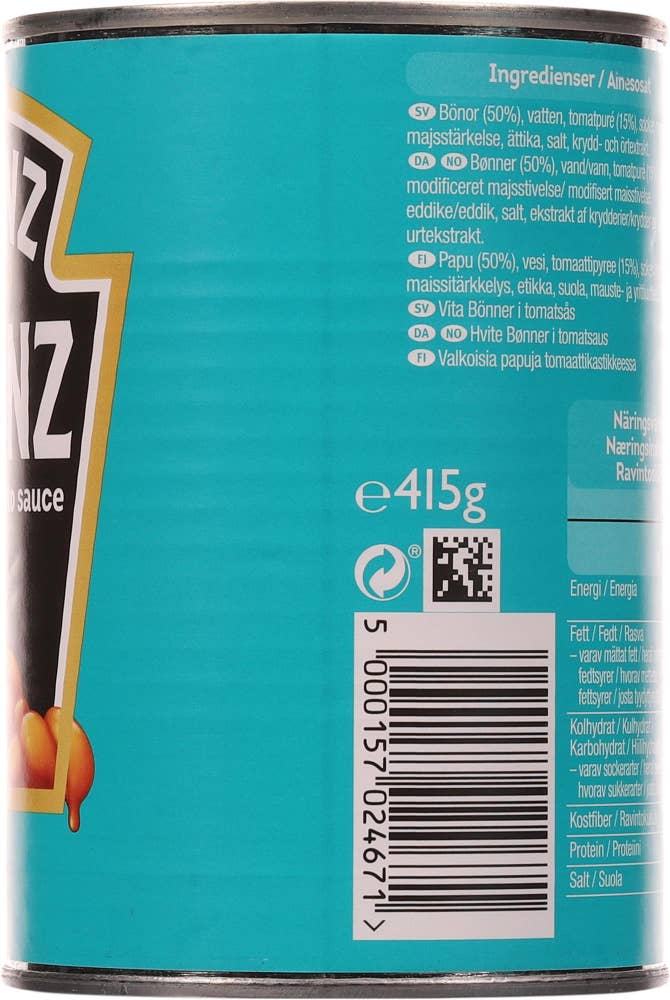 NZ
NZ
sauce
Ingredienser / Ainesosat
SV Bönor (50%), vatten, tomatpuré (15%), socker,
majsstärkelse, ättika, salt, krydd- och örtextrakt.
DA NO Bønner (50%), vand/vann, tomatpuré
modificeret majsstivelse/ modifisert maisstivelse,
eddike/eddik, salt, ekstrakt af krydderier/krydder
urtekstrakt.
FI Papu (50%), vesi, tomaattipyree (15%),
maissitärkkelys, etikka, suola, mauste- ja
SV Vita Bönner i tomatsås
DA NO Hvite Bønner i tomatsaus
FI Valkoisia papuja tomaattikastikkeessa
℮415g
®
5 000157 024671 >
Energi / Energia
Fett / Fedt / Rasva
– varav mättat fett /
fedtsyrer / hvorav
fettsyrer / josta
Kolhydrat / Kulhydrat /
Karbohydrat /
– varav sockerarter /
hvorav sukkerarter /
Kostfiber /
Protein / Proteiini
Salt / Suola